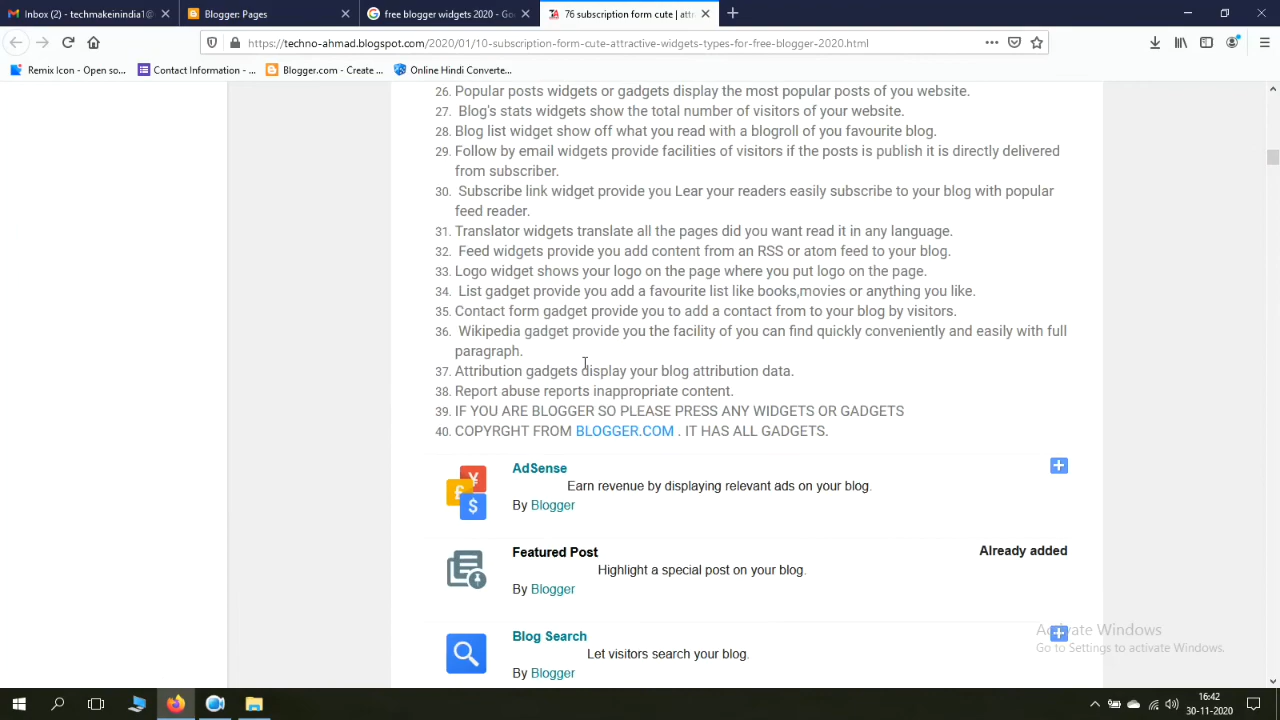 Inbox (2) - techmakeindia1@
Blogger: Pages
free blogger widgets 2020 - Go
76 subscription form cute | attr
https://techno-ahmad.blogspot.com/2020/01/10-subscription-form-cute-attractive-widgets-types-for-free-blogger-2020.html
Remix Icon - Open so...
Contact Information - ...
Blogger.com - Create ...
Online Hindi Converte...
26. Popular posts widgets or gadgets display the most popular posts of you website.
27. Blog's stats widgets show the total number of visitors of your website.
28. Blog list widget show off what you read with a blogroll of you favourite blog.
29. Follow by email widgets provide facilities of visitors if the posts is publish it is directly delivered
from subscriber.
30. Subscribe link widget provide you Lear your readers easily subscribe to your blog with popular
feed reader.
31. Translator widgets translate all the pages did you want read it in any language.
32. Feed widgets provide you add content from an RSS or atom feed to your blog.
33. Logo widget shows your logo on the page where you put logo on the page.
34. List gadget provide you add a favourite list like books,movies or anything you like.
35. Contact form gadget provide you to add a contact from to your blog by visitors.
36. Wikipedia gadget provide you the facility of you can find quickly conveniently and easily with full
paragraph.
37. Attribution gadgets display your blog attribution data.
38. Report abuse reports inappropriate content.
39. IF YOU ARE BLOGGER SO PLEASE PRESS ANY WIDGETS OR GADGETS
40. COPYRGHT FROM BLOGGER.COM . IT HAS ALL GADGETS.
AdSense
Earn revenue by displaying relevant ads on your blog.
By Blogger
Featured Post
Already added
Highlight a special post on your blog.
By Blogger
Blog Search
Let visitors search your blog.
By Blogger
Activate Windows
Go to Settings to activate Windows.
16:42
30-11-2020